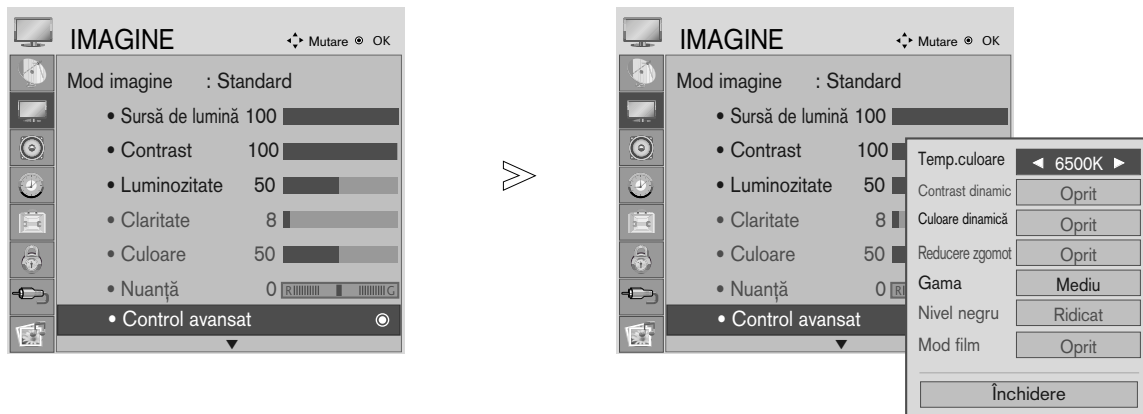 IMAGINE Mutare OK
Mod imagine : Standard
• Sursă de lumină 100
• Contrast 100
• Luminozitate 50
• Claritate 8
• Culoare 50
• Nuanță 0 R G
• Control avansat
IMAGINE Mutare OK
Mod imagine : Standard
• Sursă de lumină 100
• Contrast 100
• Luminozitate 50
• Claritate 8
• Culoare 50
• Nuanță 0 R
• Control avansat
Temp.culoare ◄ 6500K ►
Contrast dinamic Oprit
Culoare dinamică Oprit
Reducere zgomot Oprit
Gama Mediu
Nivel negru Ridicat
Mod film Oprit
Închidere